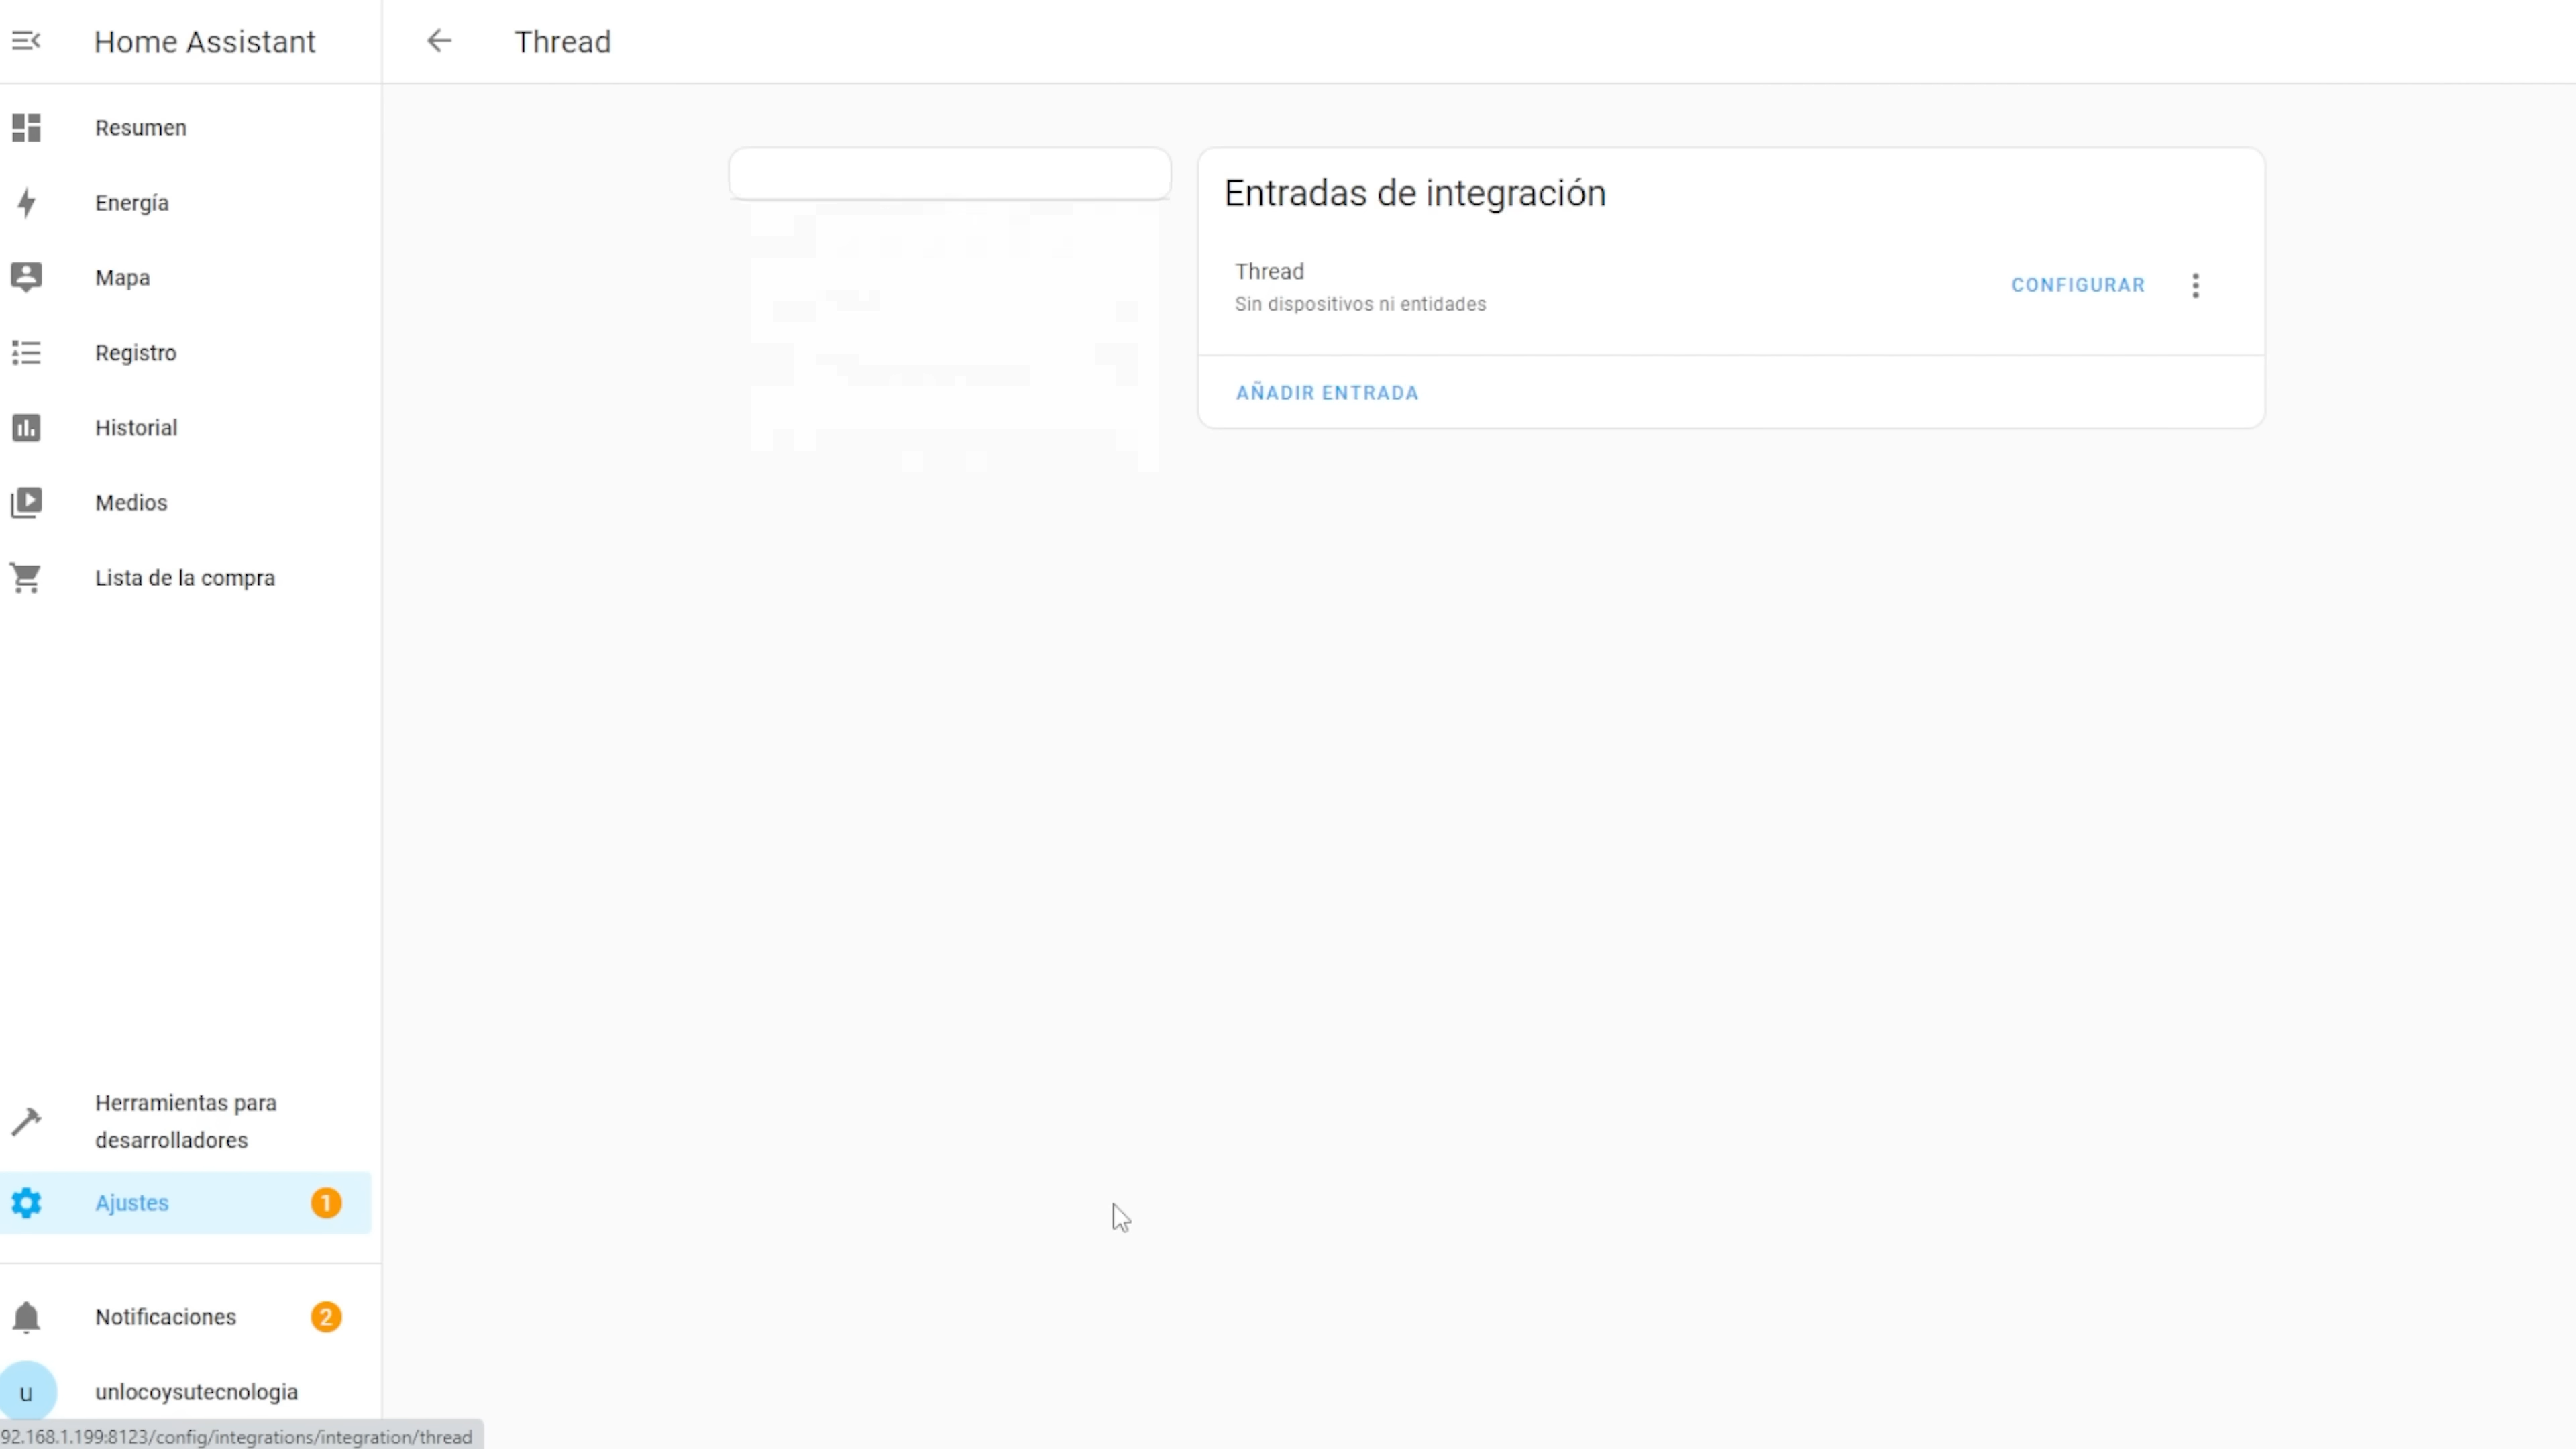 Home Assistant
Thread
Resumen
Energía
Mapa
Registro
Historial
Medios
Lista de la compra
Herramientas para
desarrolladores
Ajustes
1
Notificaciones
2
u
unlocoysutecnologia
92.168.1.199:8123/config/integrations/integration/thread
Entradas de integración
Thread
Sin dispositivos ni entidades
CONFIGURAR
AÑADIR ENTRADA